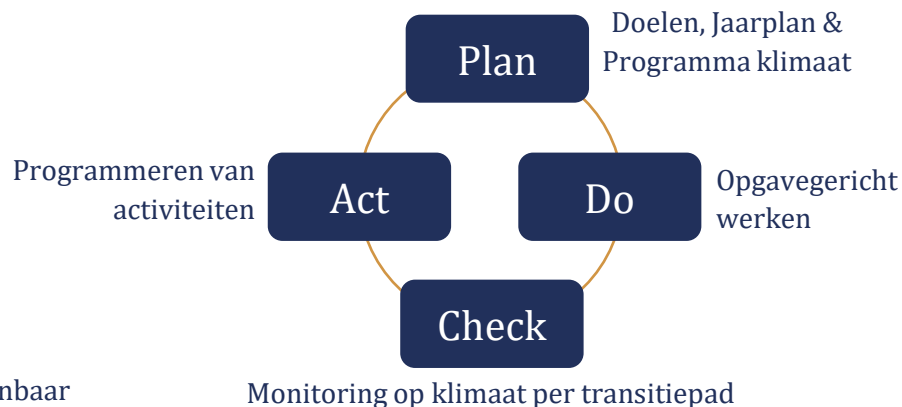 Doelen, Jaarplan &
Plan
Programma klimaat
Programmeren van
activiteiten
Act
Do
Opgavegericht
werken
Check
Monitoring op klimaat per transitiepad